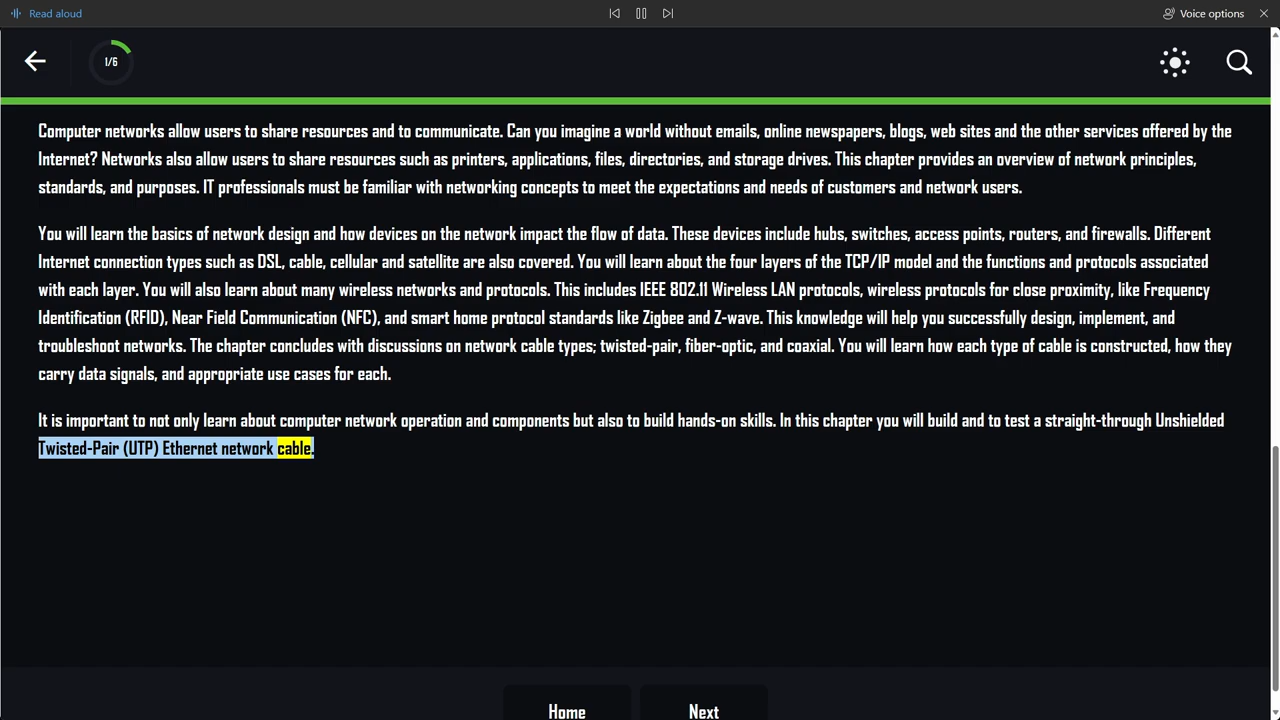 Read aloud
Voice options
1/6
Computer networks allow users to share resources and to communicate. Can you imagine a world without emails, online newspapers, blogs, web sites and the other services offered by the
Internet? Networks also allow users to share resources such as printers, applications, files, directories, and storage drives. This chapter provides an overview of network principles,
standards, and purposes. IT professionals must be familiar with networking concepts to meet the expectations and needs of customers and network users.
You will learn the basics of network design and how devices on the network impact the flow of data. These devices include hubs, switches, access points, routers, and firewalls. Different
Internet connection types such as DSL, cable, cellular and satellite are also covered. You will learn about the four layers of the TCP/IP model and the functions and protocols associated
with each layer. You will also learn about many wireless networks and protocols. This includes IEEE 802.11 Wireless LAN protocols, wireless protocols for close proximity, like Frequency
Identification (RFID), Near Field Communication (NFC), and smart home protocol standards like Zigbee and Z-wave. This knowledge will help you successfully design, implement, and
troubleshoot networks. The chapter concludes with discussions on network cable types; twisted-pair, fiber-optic, and coaxial. You will learn how each type of cable is constructed, how they
carry data signals, and appropriate use cases for each.
It is important to not only learn about computer network operation and components but also to build hands-on skills. In this chapter you will build and to test a straight-through Unshielded
Twisted-Pair (UTP) Ethernet network cable.
Home
Next